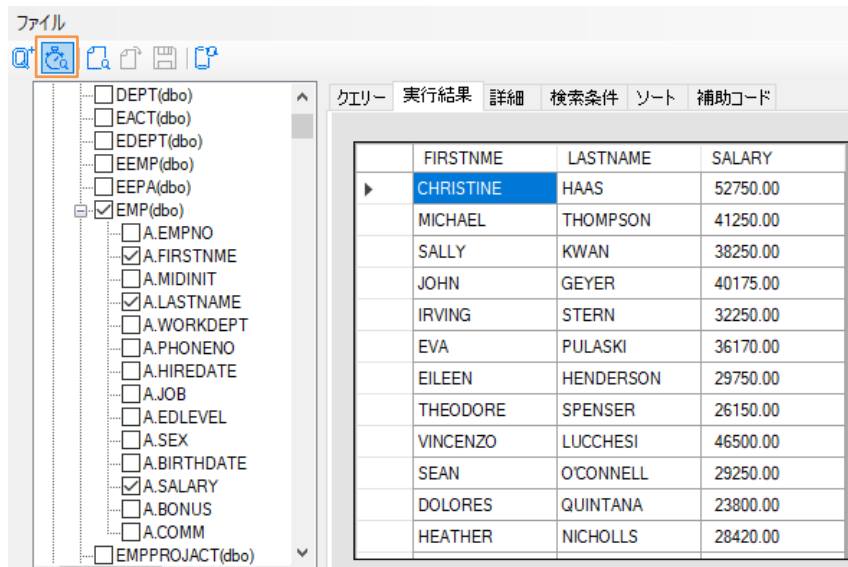 ファイル
DEPT(dbo)
EACT(dbo)
EDEPT(dbo)
EEMP(dbo)
EEPA(dbo)
EMP(dbo)
A.EMPNO
A.FIRSTNME
A.MIDINIT
A.LASTNAME
A.WORKDEPT
A.PHONENO
A.HIREDATE
A.JOB
A.EDLEVEL
A.SEX
A.BIRTHDATE
A.SALARY
A.BONUS
A.COMM
EMPPROJACT(dbo)
クエリー 実行結果 詳細 検索条件 ソート 補助コード
FIRSTNME LASTNAME SALARY
CHRISTINE HAAS 52750.00
MICHAEL THOMPSON 41250.00
SALLY KWAN 38250.00
JOHN GEYER 40175.00
IRVING STERN 32250.00
EVA PULASKI 36170.00
EILEEN HENDERSON 29750.00
THEODORE SPENSER 26150.00
VINCENZO LUCCHESI 46500.00
SEAN O'CONNELL 29250.00
DOLORES QUINTANA 23800.00
HEATHER NICHOLLS 28420.00